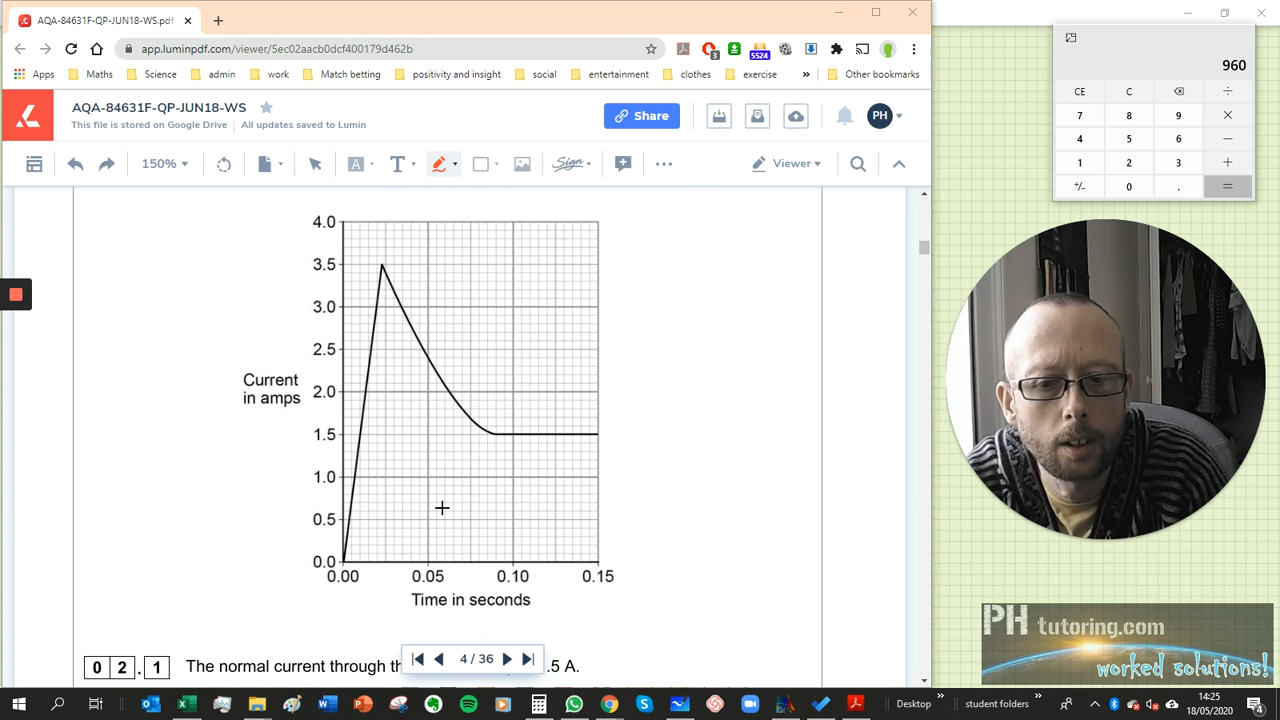 AQA-84631F-QP-JUN18-WS.pdf
app.luminpdf.com/viewer/5ec02aacb0dcf400179d462b
3
5524
Apps Maths Science admin work Match betting positivity and insight social entertainment clothes exercise » Other bookmarks
AQA-84631F-QP-JUN18-WS
This file is stored on Google Drive
All updates saved to Lumin
Share
PH
150%
A
T
Sign
Viewer
4.0
3.5
3.0
2.5
2.0
1.5
1.0
0.5
0.0
Current
in amps
0.00 0.05 0.10 0.15
Time in seconds
0 2 . 1 The normal current through th
4 / 36
.5 A.
960
CE C ÷
7 8 9 ×
4 5 6 −
1 2 3 +
+/− 0 . =
PH tutoring.com
worked solutions!
Desktop » student folders »
14:25
18/05/2020
4